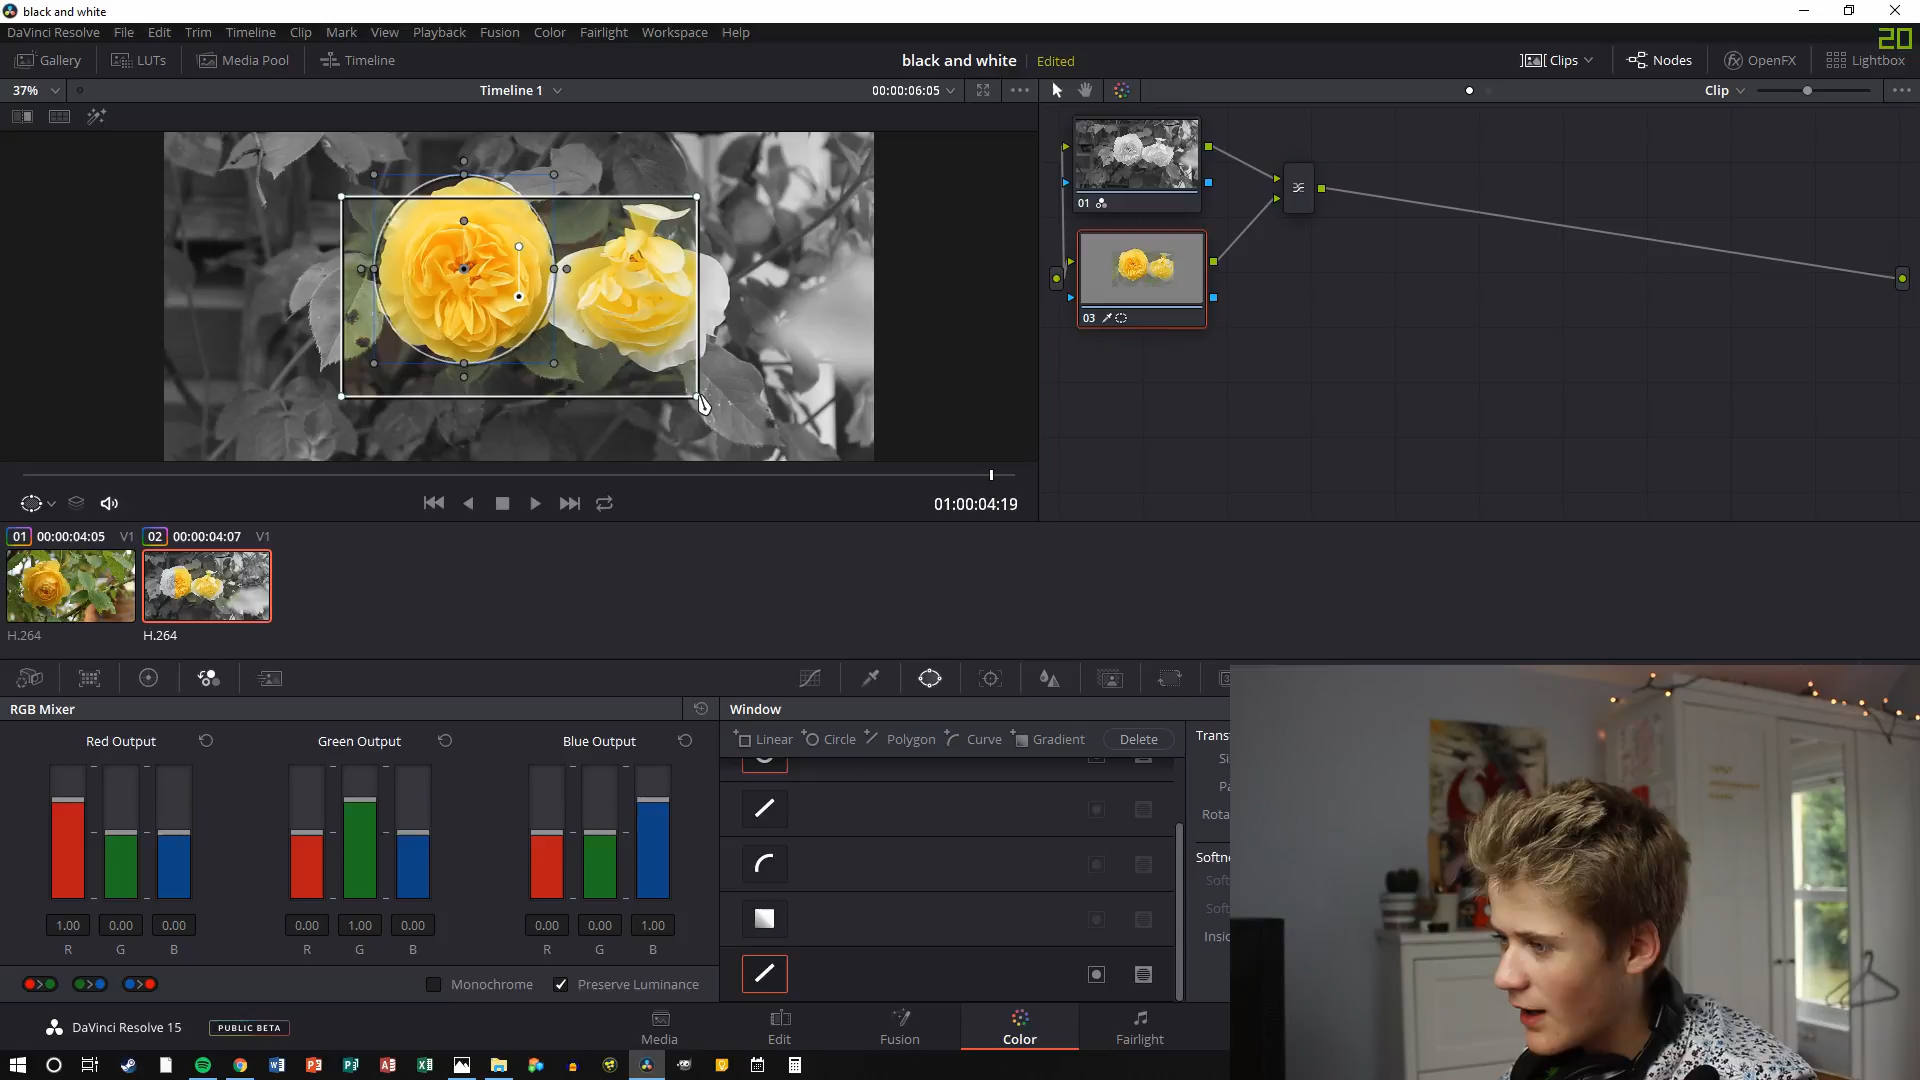 black and white
DaVinci Resolve File Edit Trim Timeline Clip Mark View Playback Fusion Color Fairlight Workspace Help
20
Gallery LUTs Media Pool Timeline black and white Edited Clips Nodes OpenFX Lightbox
37% Timeline 1 00:00:06:05 Clip
01
03
01:00:04:19
01 00:00:04:05 V1 02 00:00:04:07 V1
H.264 H.264
RGB Mixer Window
Red Output Green Output Blue Output Linear Circle Polygon Curve Gradient Delete
1.00 0.00 0.00 0.00 1.00 0.00 0.00 0.00 1.00
R G B R G B R G B
Monochrome Preserve Luminance
DaVinci Resolve 15 PUBLIC BETA
Media Edit Fusion Color Fairlight